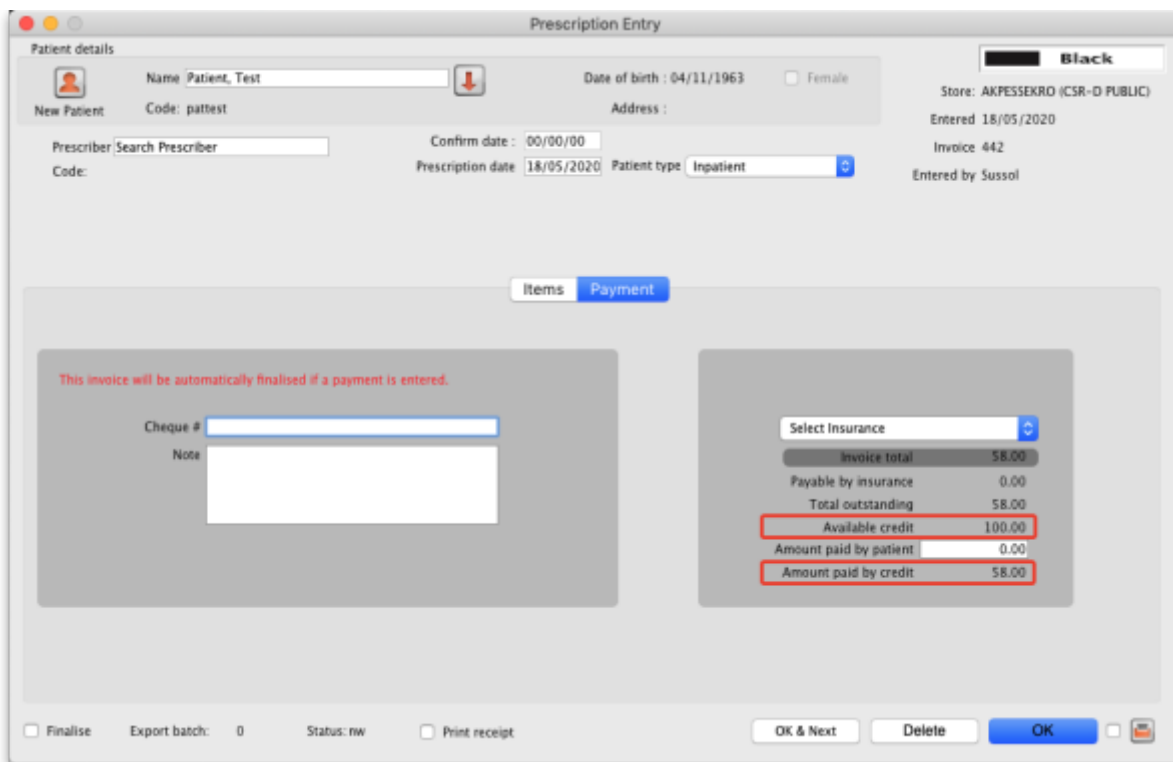 Prescription Entry
Patient details
Black
Name Patient, Test
Date of birth : 04/11/1963
Female
Store: AKPESSEKRO (CSR-D PUBLIC)
New Patient
Code: pattest
Address :
Entered 18/05/2020
Prescriber Search Prescriber
Confirm date : 00/00/00
Invoice 442
Code:
Prescription date 18/05/2020 Patient type Inpatient
Entered by Sussol
Items Payment
This invoice will be automatically finalised if a payment is entered.
Cheque #
Note
Select Insurance
Invoice total 58.00
Payable by insurance 0.00
Total outstanding 58.00
Available credit 100.00
Amount paid by patient 0.00
Amount paid by credit 58.00
Finalise Export batch: 0 Status: nw Print receipt OK & Next Delete OK